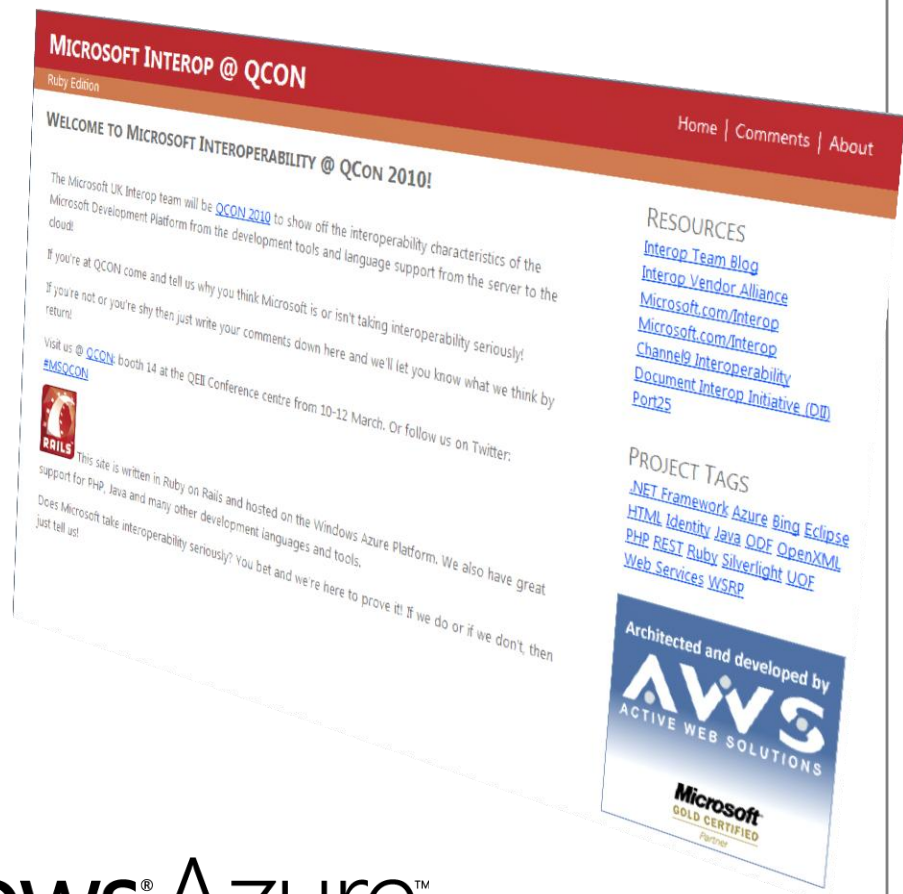 MICROSOFT INTEROP @ QCON
Ruby Edition
Home | Comments | About
WELCOME TO MICROSOFT INTEROPERABILITY @ QCON 2010!
The Microsoft UK Interop team will be QCON 2010 to show off the interoperability characteristics of the
Microsoft Development Platform from the development tools and language support from the server to the
cloud!
If you're at QCON come and tell us why you think Microsoft is or isn't taking interoperability seriously!
If you're not or you're shy then just write your comments down here and we'll let you know what we think by
return!
Visit us @ QCON: booth 14 at the QEII Conference centre from 10-12 March. Or follow us on Twitter:
#MSQCON
RAILS
This site is written in Ruby on Rails and hosted on the Windows Azure Platform. We also have great
support for PHP, Java and many other development languages and tools.
Does Microsoft take interoperability seriously? You bet and we're here to prove it! If we do or if we don't, then
just tell us!
RESOURCES
Interop Team Blog
Interop Vendor Alliance
Microsoft.com/Interop
Microsoft.com/Interop
Channel9 Interoperability
Document Interop Initiative (DII)
Port25
PROJECT TAGS
.NET Framework Azure Bing Eclipse
HTML Identity Java ODF OpenXML
PHP REST Ruby Silverlight UOF
Web Services WSRP
Architected and developed by
AWS
ACTIVE WEB SOLUTIONS
Microsoft
GOLD CERTIFIED
Partner